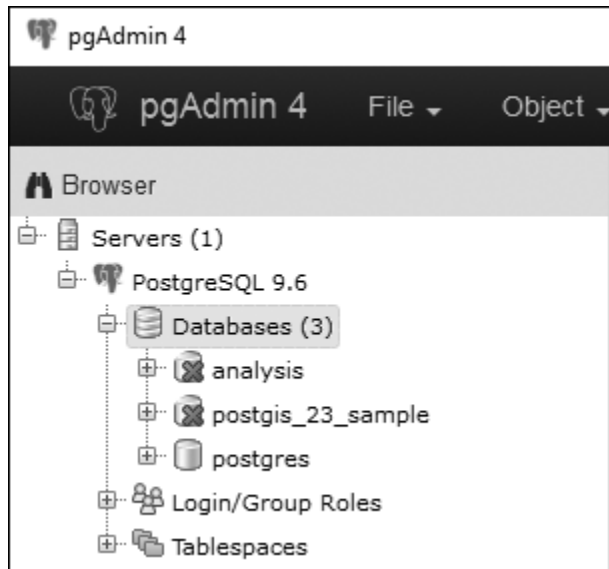 pgAdmin 4
pgAdmin 4 File Object
Browser
Servers (1)
PostgreSQL 9.6
Databases (3)
analysis
postgis_23_sample
postgres
Login/Group Roles
Tablespaces